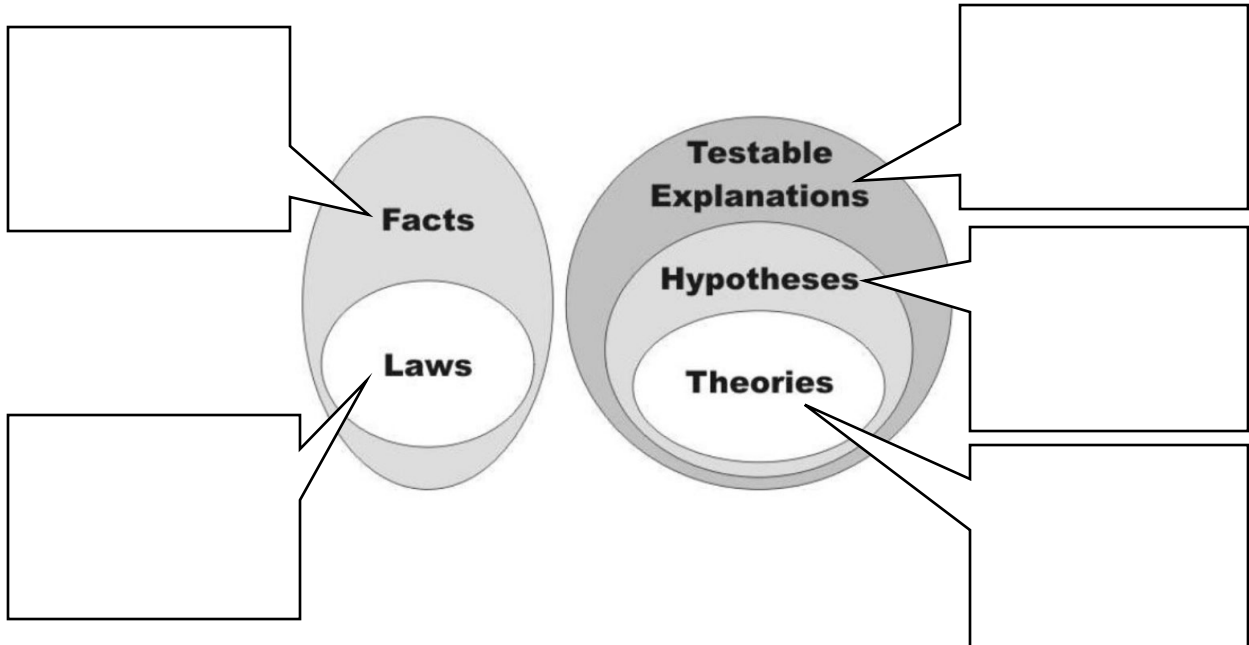 Facts
Laws
Testable
Explanations
Hypotheses
Theories